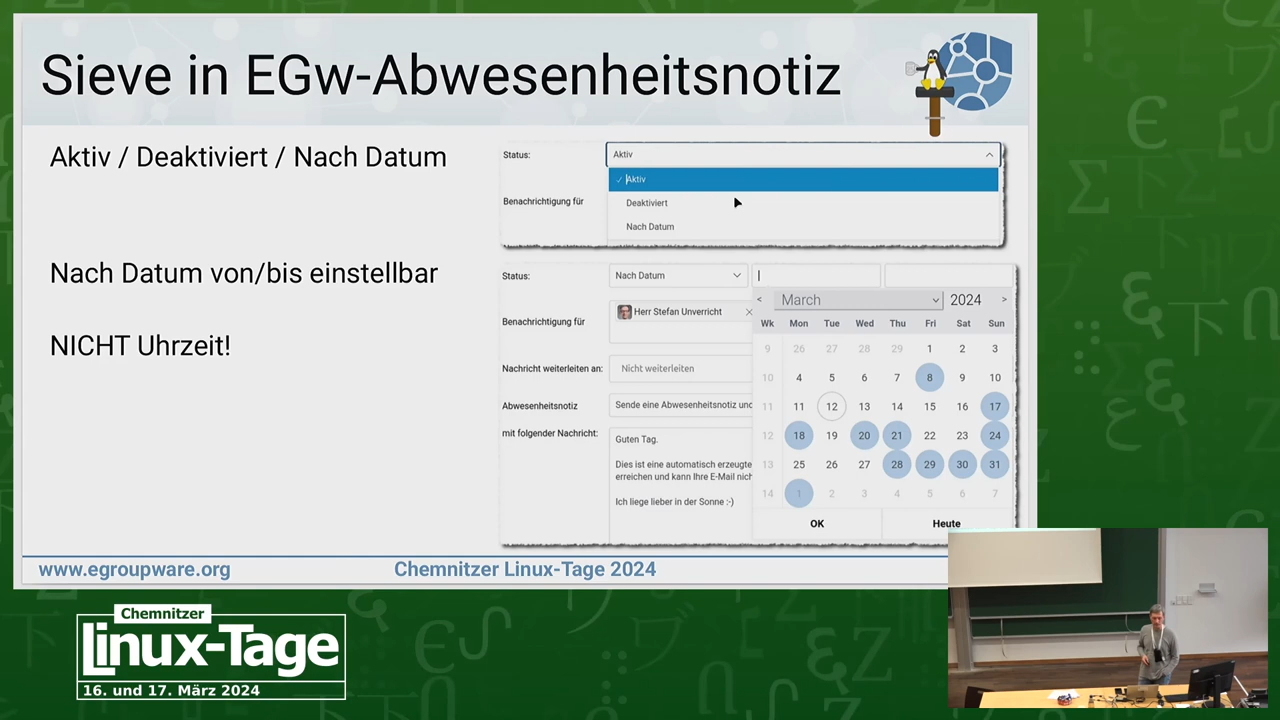 Sieve in EGw-Abwesenheitsnotiz
Aktiv / Deaktiviert / Nach Datum
Status:
Aktiv
✓ Aktiv
Benachrichtigung für
Deaktiviert
Nach Datum
Nach Datum von/bis einstellbar
NICHT Uhrzeit!
Status:
Nach Datum
Benachrichtigung für
Herr Stefan Unverricht
Nachricht weiterleiten an:
Nicht weiterleiten
Abwesenheitsnotiz
Sende eine Abwesenheitsnotiz und
mit folgender Nachricht:
Guten Tag.
Dies ist eine automatisch erzeugte
erreichen und kann Ihre E-Mail nich
Ich liege lieber in der Sonne :-)
< March 2024 >
Wk Mon Tue Wed Thu Fri Sat Sun
9 26 27 28 29 1 2 3
10 4 5 6 7 8 9 10
11 11 12 13 14 15 16 17
12 18 19 20 21 22 23 24
13 25 26 27 28 29 30 31
14 1 2 3 4 5 6 7
OK Heute
www.egroupware.org
Chemnitzer Linux-Tage 2024
Chemnitzer
Linux-Tage
16. und 17. März 2024